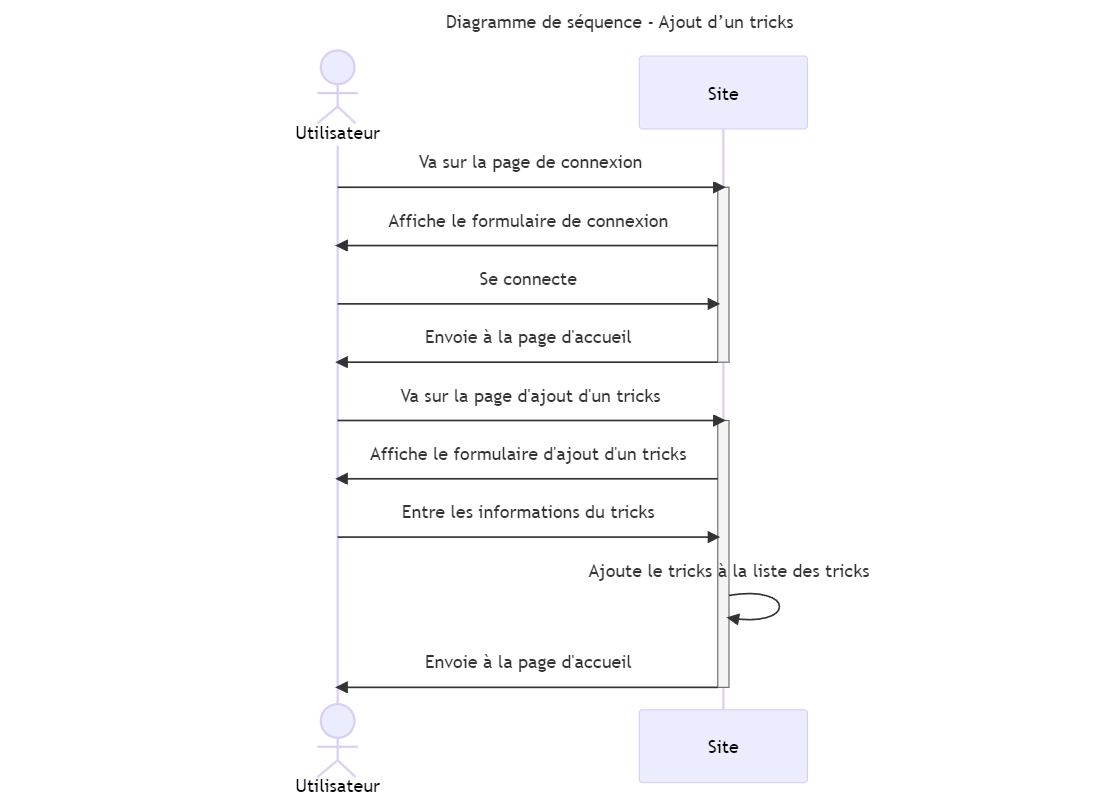 Diagramme de séquence - Ajout d’un tricks
Utilisateur
Site
Va sur la page de connexion
Affiche le formulaire de connexion
Se connecte
Envoie à la page d'accueil
Va sur la page d'ajout d'un tricks
Affiche le formulaire d'ajout d'un tricks
Entre les informations du tricks
Ajoute le tricks à la liste des tricks
Envoie à la page d'accueil
Utilisateur
Site